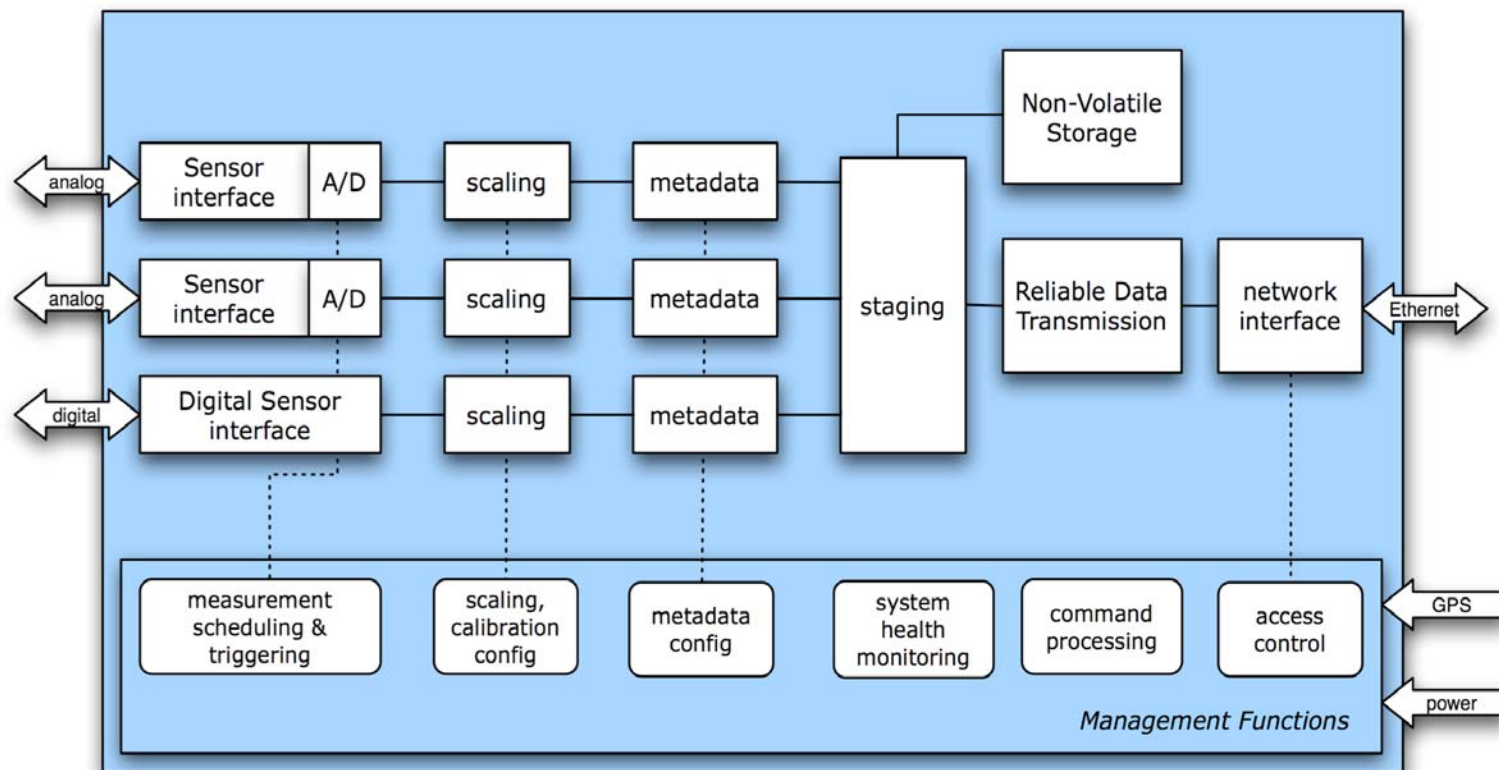 Non-Volatile
Storage
analog
Sensor
interface
A/D
scaling
metadata
analog
Sensor
interface
A/D
scaling
metadata
staging
Reliable Data
Transmission
network
interface
Ethernet
digital
Digital Sensor
interface
scaling
metadata
measurement
scheduling &
triggering
scaling,
calibration
config
metadata
config
system
health
monitoring
command
processing
access
control
GPS
power
Management Functions